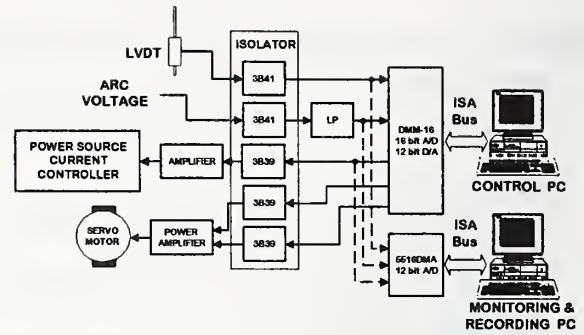 LVDT
ISOLATOR
3B41
ARC
VOLTAGE
3B41
LP
DMM-16
16 bit A/D
12 bit D/A
ISA
Bus
CONTROL PC
POWER SOURCE
CURRENT
CONTROLLER
AMPLIFIER
3B39
3B39
SERVO
MOTOR
POWER
AMPLIFIER
3B39
5516DMA
12 bit A/D
ISA
Bus
MONITORING &
RECORDING PC